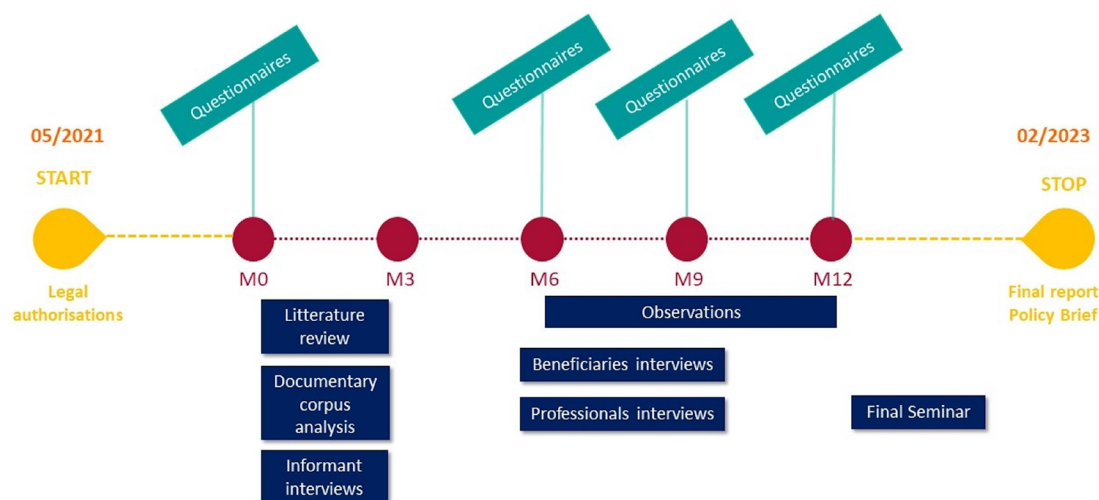 Questionnaires
Questionnaires
Questionnaires
Questionnaires
05/2021
START
02/2023
STOP
M0
M3
M6
M9
M12
Legal
authorisations
Final report
Policy Brief
Litterature
review
Observations
Documentary
corpus
analysis
Beneficiaries interviews
Professionals interviews
Final Seminar
Informant
interviews